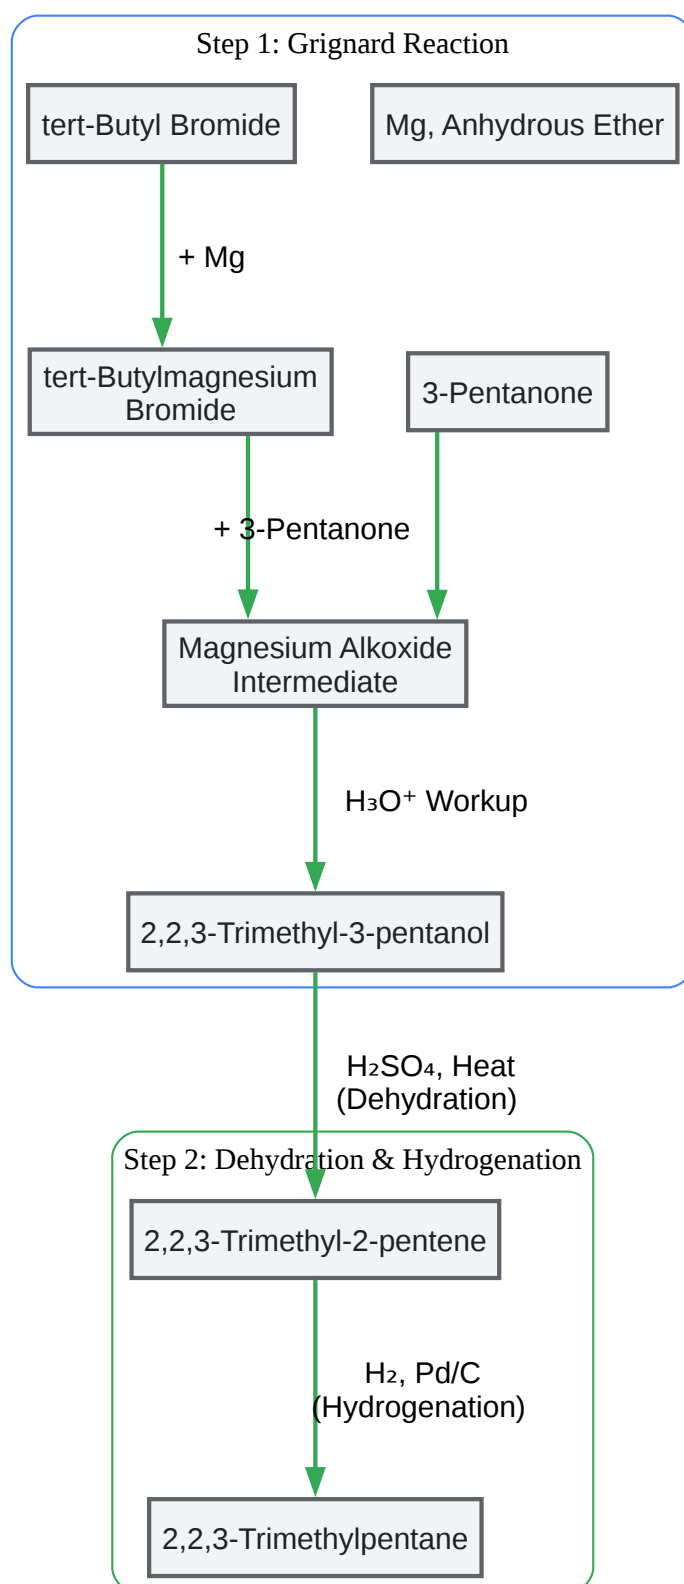 Step 1: Grignard Reaction
tert-Butyl Bromide
Mg, Anhydrous Ether
+ Mg
tert-Butylmagnesium
Bromide
3-Pentanone
+ 3-Pentanone
Magnesium Alkoxide
Intermediate
H₃O⁺ Workup
2,2,3-Trimethyl-3-pentanol
H₂SO₄, Heat
(Dehydration)
Step 2: Dehydration & Hydrogenation
2,2,3-Trimethyl-2-pentene
H₂, Pd/C
(Hydrogenation)
2,2,3-Trimethylpentane